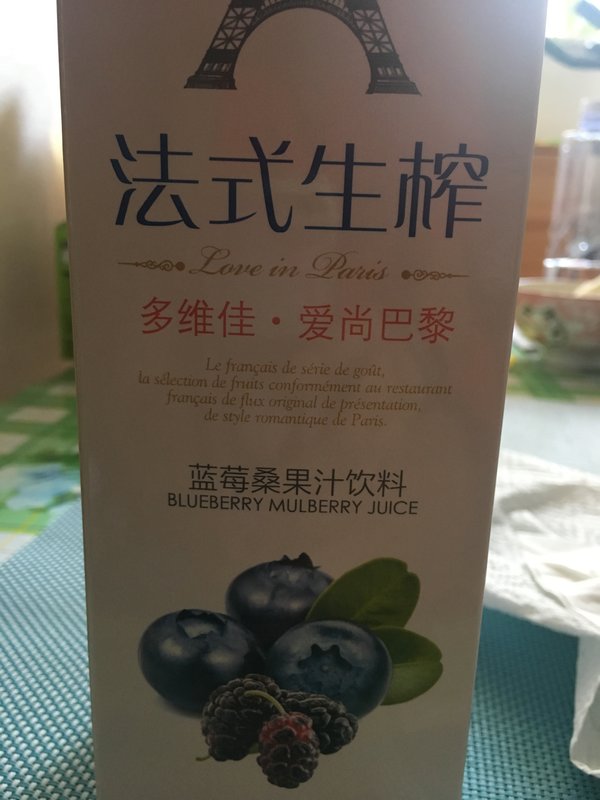 法式生榨
Love in Paris
多维佳·爱尚巴黎
Le français de série de goût,
la sélection de fruits conformément au restaurant
français de flux original de présentation,
de style romantique de Paris.
蓝莓桑果汁饮料
BLUEBERRY MULBERRY JUICE